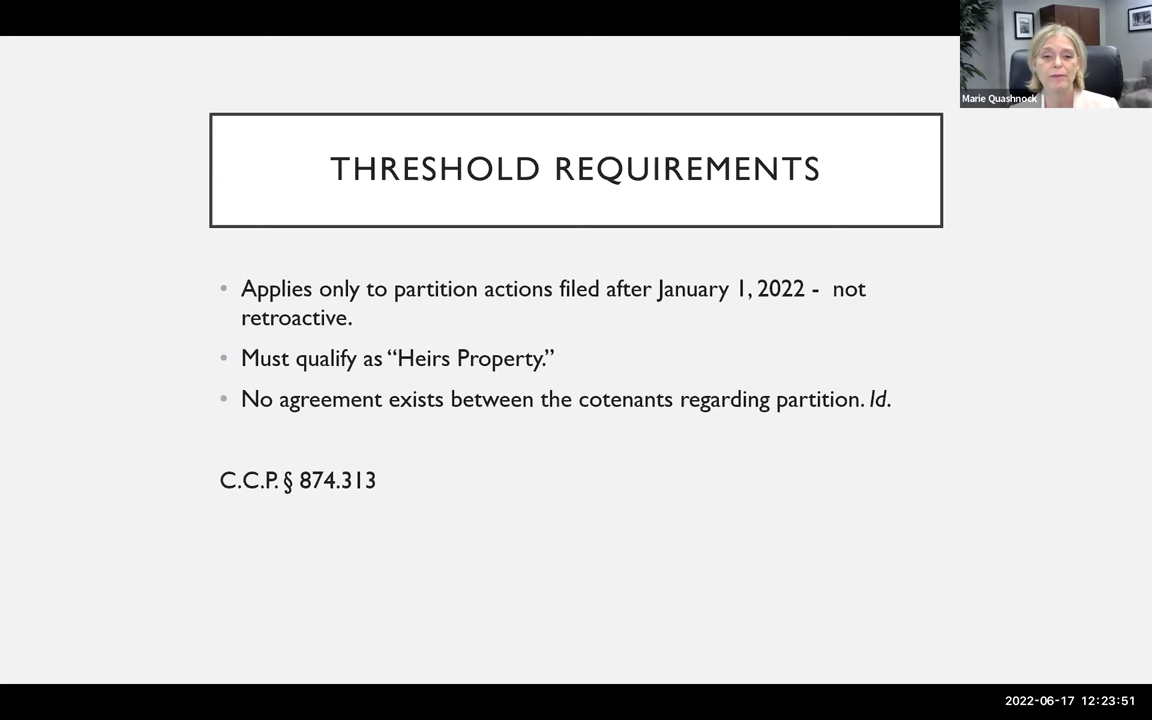 Marie Quashnock
THRESHOLD REQUIREMENTS
• Applies only to partition actions filed after January 1, 2022 -  not
retroactive.
• Must qualify as “Heirs Property.”
• No agreement exists between the cotenants regarding partition. Id.
C.C.P. § 874.313
2022-06-17 12:23:51